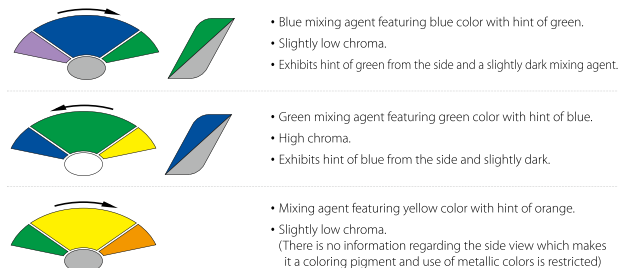 • Blue mixing agent featuring blue color with hint of green.
• Slightly low chroma.
• Exhibits hint of green from the side and a slightly dark mixing agent.
• Green mixing agent featuring green color with hint of blue.
• High chroma.
• Exhibits hint of blue from the side and slightly dark.
• Mixing agent featuring yellow color with hint of orange.
• Slightly low chroma.
(There is no information regarding the side view which makes
it a coloring pigment and use of metallic colors is restricted)